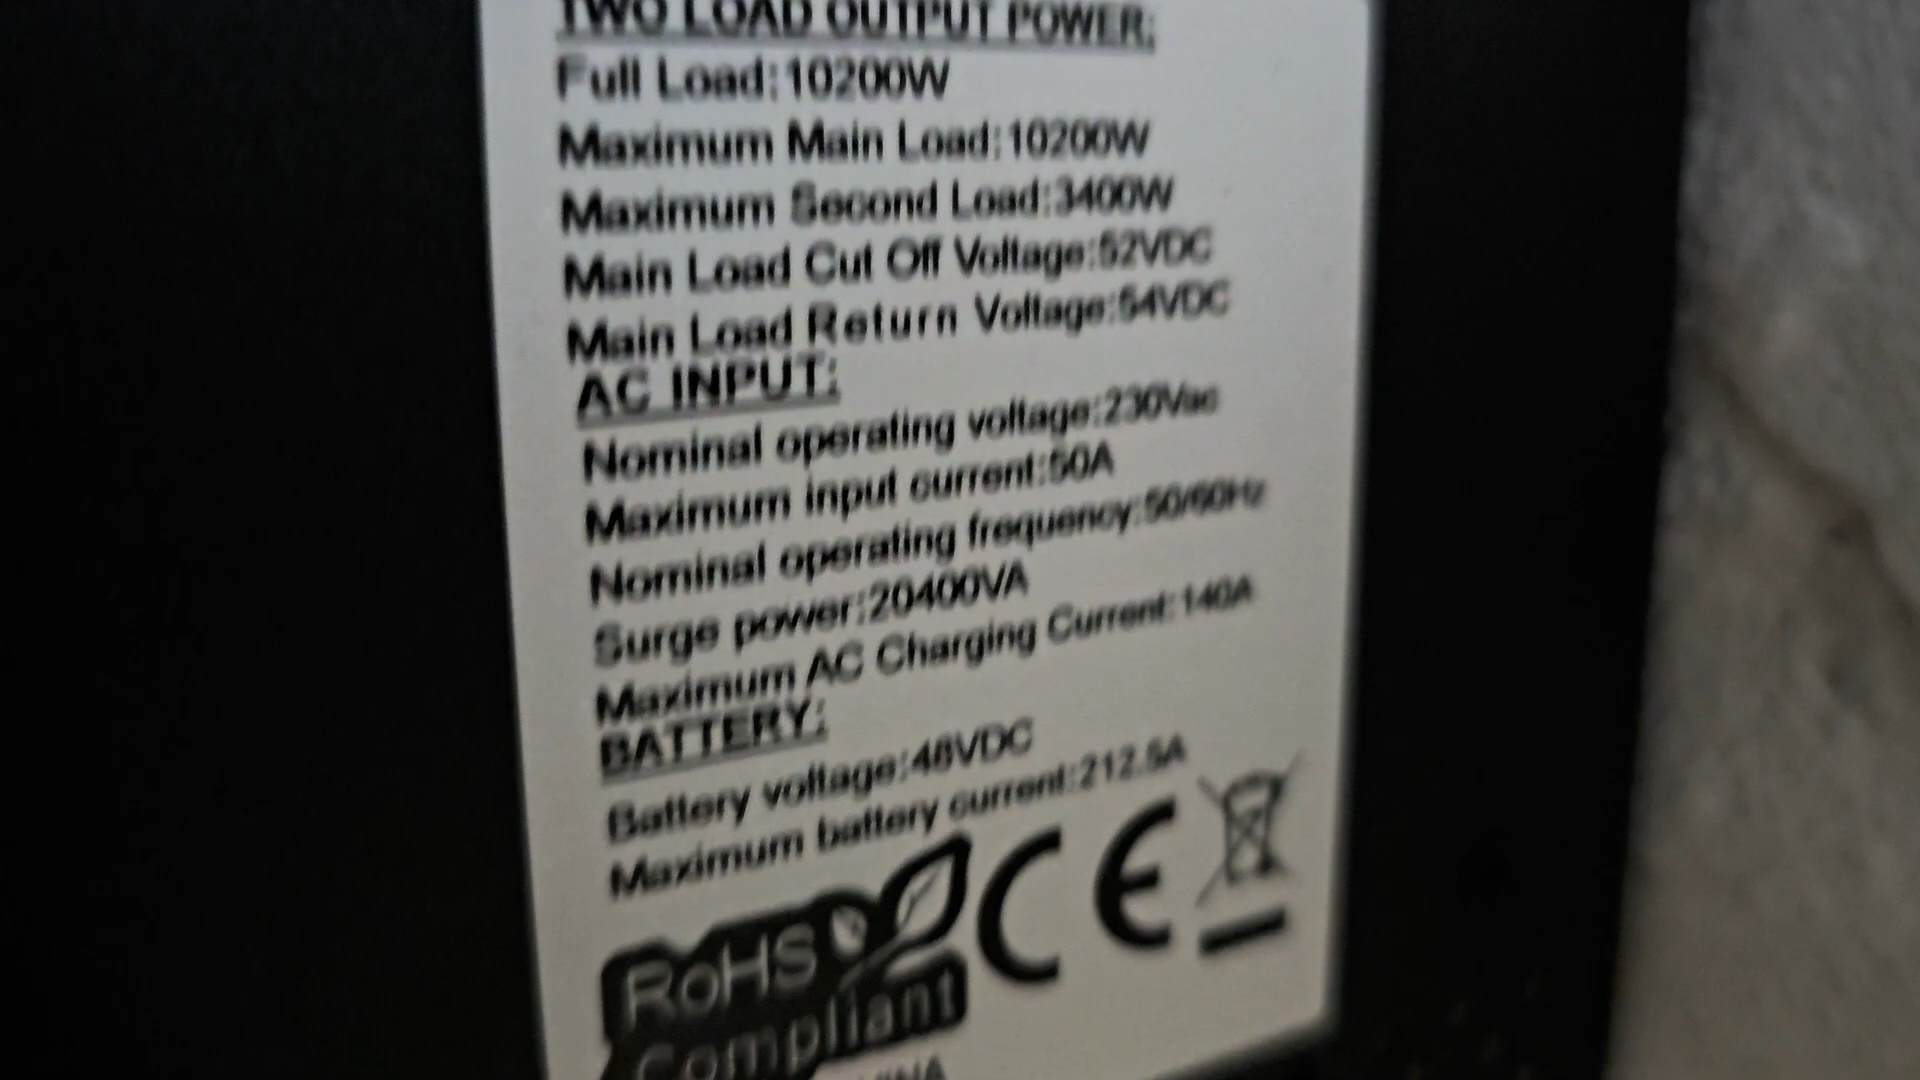 TWO LOAD OUTPUT POWER:
Full Load:10200W
Maximum Main Load:10200W
Maximum Second Load:3400W
Main Load Cut Off Voltage:52VDC
Main Load Return Voltage:54VDC
AC INPUT:
Nominal operating voltage:230Vac
Maximum input current:50A
Nominal operating frequency:50/60Hz
Surge power:20400VA
Maximum AC Charging Current:140A
BATTERY:
Battery voltage:48VDC
Maximum battery current:212.5A
RoHS CE
Compliant